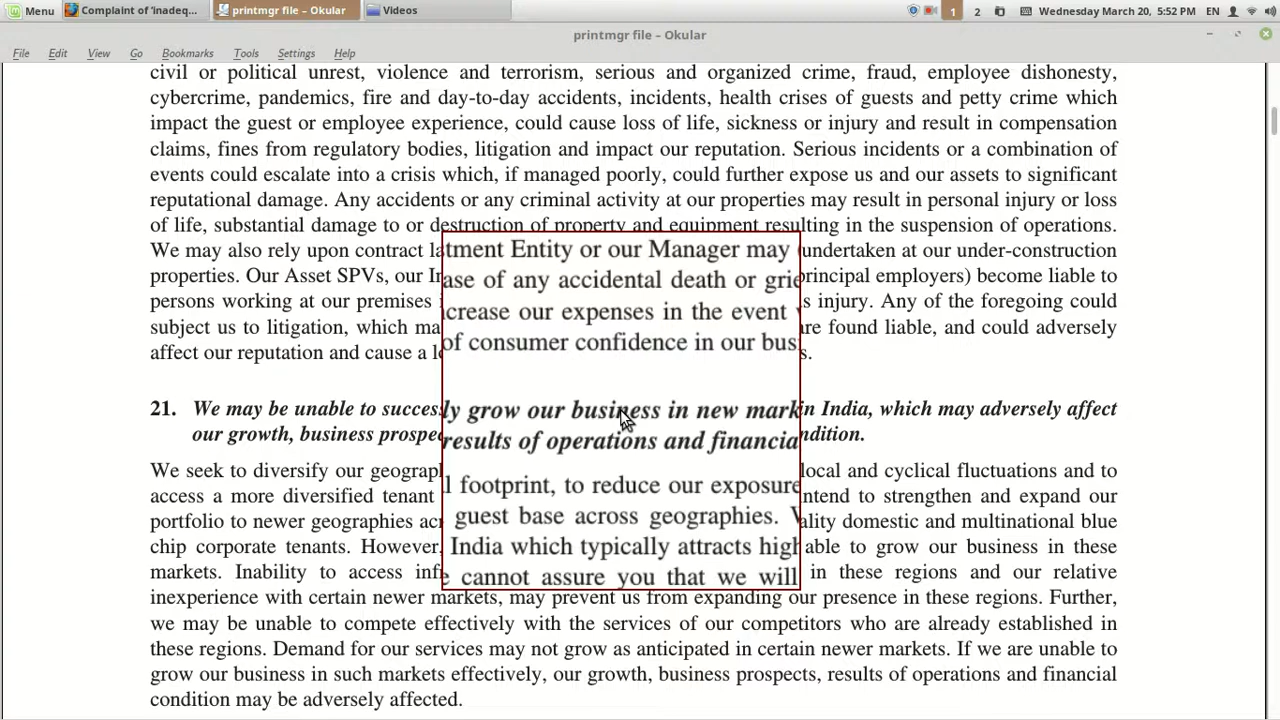 Menu Complaint of 'inadeq... printmgr file – Okular Videos 1 2 Wednesday March 20, 5:52 PM EN
printmgr file – Okular
File Edit View Go Bookmarks Tools Settings Help
civil or political unrest, violence and terrorism, serious and organized crime, fraud, employee dishonesty,
cybercrime, pandemics, fire and day-to-day accidents, incidents, health crises of guests and petty crime which
impact the guest or employee experience, could cause loss of life, sickness or injury and result in compensation
claims, fines from regulatory bodies, litigation and impact our reputation. Serious incidents or a combination of
events could escalate into a crisis which, if managed poorly, could further expose us and our assets to significant
reputational damage. Any accidents or any criminal activity at our properties may result in personal injury or loss
of life, substantial damage to or destruction of property and equipment resulting in the suspension of operations.
We may also rely upon contract la tment Entity or our Manager may undertaken at our under-construction
properties. Our Asset SPVs, our In ase of any accidental death or grie principal employers) become liable to
persons working at our premises crease our expenses in the event s injury. Any of the foregoing could
subject us to litigation, which ma of consumer confidence in our bus re found liable, and could adversely
affect our reputation and cause a lo s.
21. We may be unable to success ly grow our business in new mark in India, which may adversely affect
our growth, business prospec results of operations and financia ndition.
We seek to diversify our geograph l footprint, to reduce our exposure local and cyclical fluctuations and to
access a more diversified tenant guest base across geographies. W ntend to strengthen and expand our
portfolio to newer geographies acr India which typically attracts high ality domestic and multinational blue
chip corporate tenants. However, e cannot assure you that we will able to grow our business in these
markets. Inability to access infr in these regions and our relative
inexperience with certain newer markets, may prevent us from expanding our presence in these regions. Further,
we may be unable to compete effectively with the services of our competitors who are already established in
these regions. Demand for our services may not grow as anticipated in certain newer markets. If we are unable to
grow our business in such markets effectively, our growth, business prospects, results of operations and financial
condition may be adversely affected.